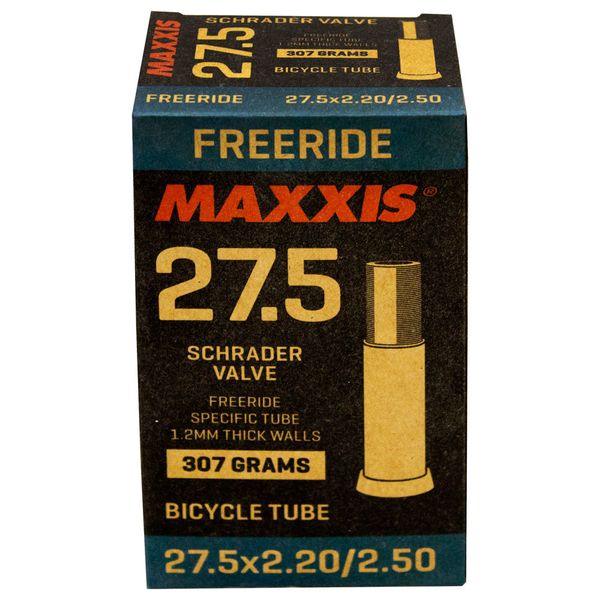 SCHRADER VALVE
FREERIDE
SPECIFIC TUBE
1.2MM THICK WALLS
307 GRAMS
BICYCLE TUBE
MAXXIS
27.5
FREERIDE 27.5x2.20/2.50
FREERIDE
MAXXIS®
27.5
SCHRADER
VALVE
FREERIDE
SPECIFIC TUBE
1.2MM THICK WALLS
307 GRAMS
BICYCLE TUBE
27.5x2.20/2.50